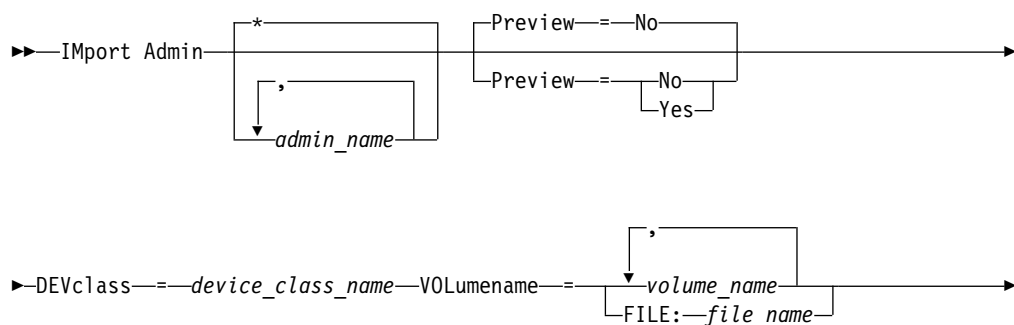 * Preview = No
IMport Admin
, Preview = No
Yes
admin_name
,
DEVclass = device_class_name VOLumename = volume_name
FILE: file name